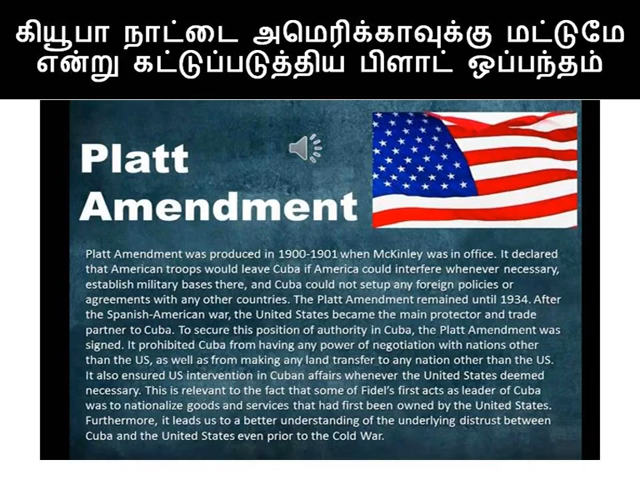 கியூபா நாட்டை அமெரிக்காவுக்கு மட்டுமே
என்று கட்டுப்படுத்திய பிளாட் ஒப்பந்தம்
Platt
Amendment
Platt Amendment was produced in 1900-1901 when McKinley was in office. It declared
that American troops would leave Cuba if America could interfere whenever necessary,
establish military bases there, and Cuba could not setup any foreign policies or
agreements with any other countries. The Platt Amendment remained until 1934. After
the Spanish-American war, the United States became the main protector and trade
partner to Cuba. To secure this position of authority in Cuba, the Platt Amendment was
signed. It prohibited Cuba from having any power of negotiation with nations other
than the US, as well as from making any land transfer to any nation other than the US.
It also ensured US intervention in Cuban affairs whenever the United States deemed
necessary. This is relevant to the fact that some of Fidel’s first acts as leader of Cuba
was to nationalize goods and services that had first been owned by the United States.
Furthermore, it leads us to a better understanding of the underlying distrust between
Cuba and the United States even prior to the Cold War.